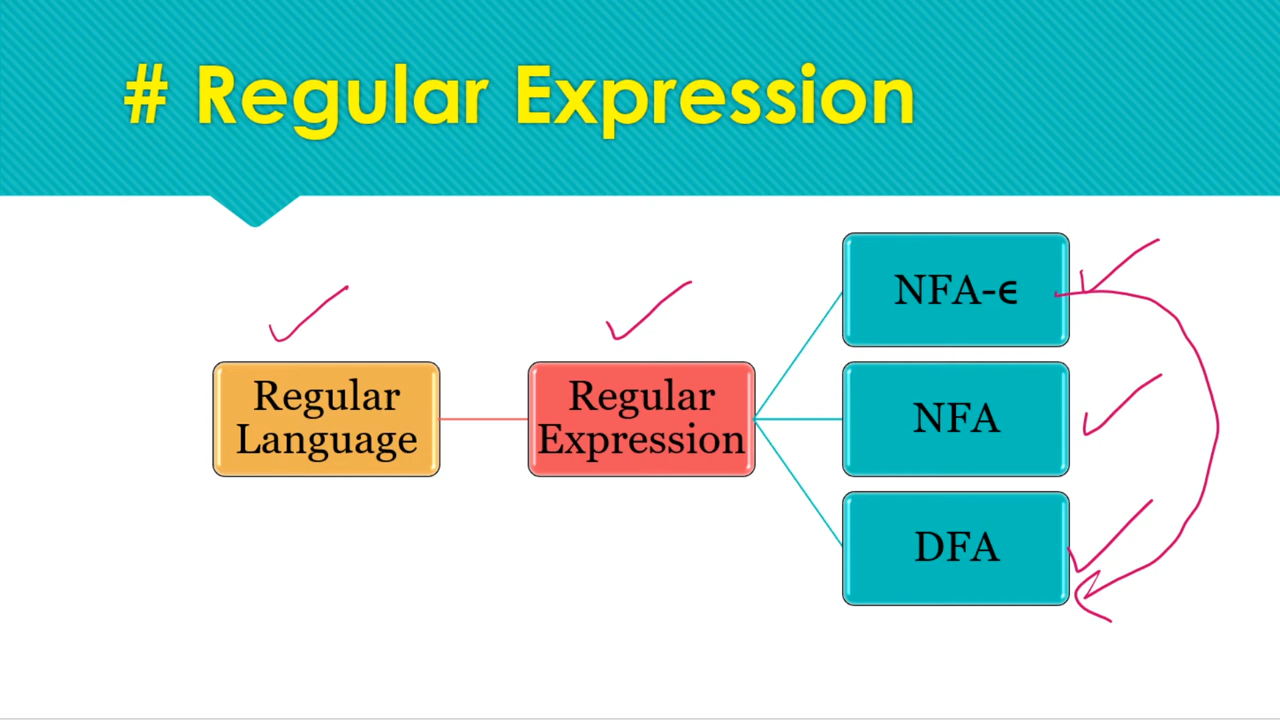 # Regular Expression
Regular
Language
Regular
Expression
NFA-ϵ
NFA
DFA